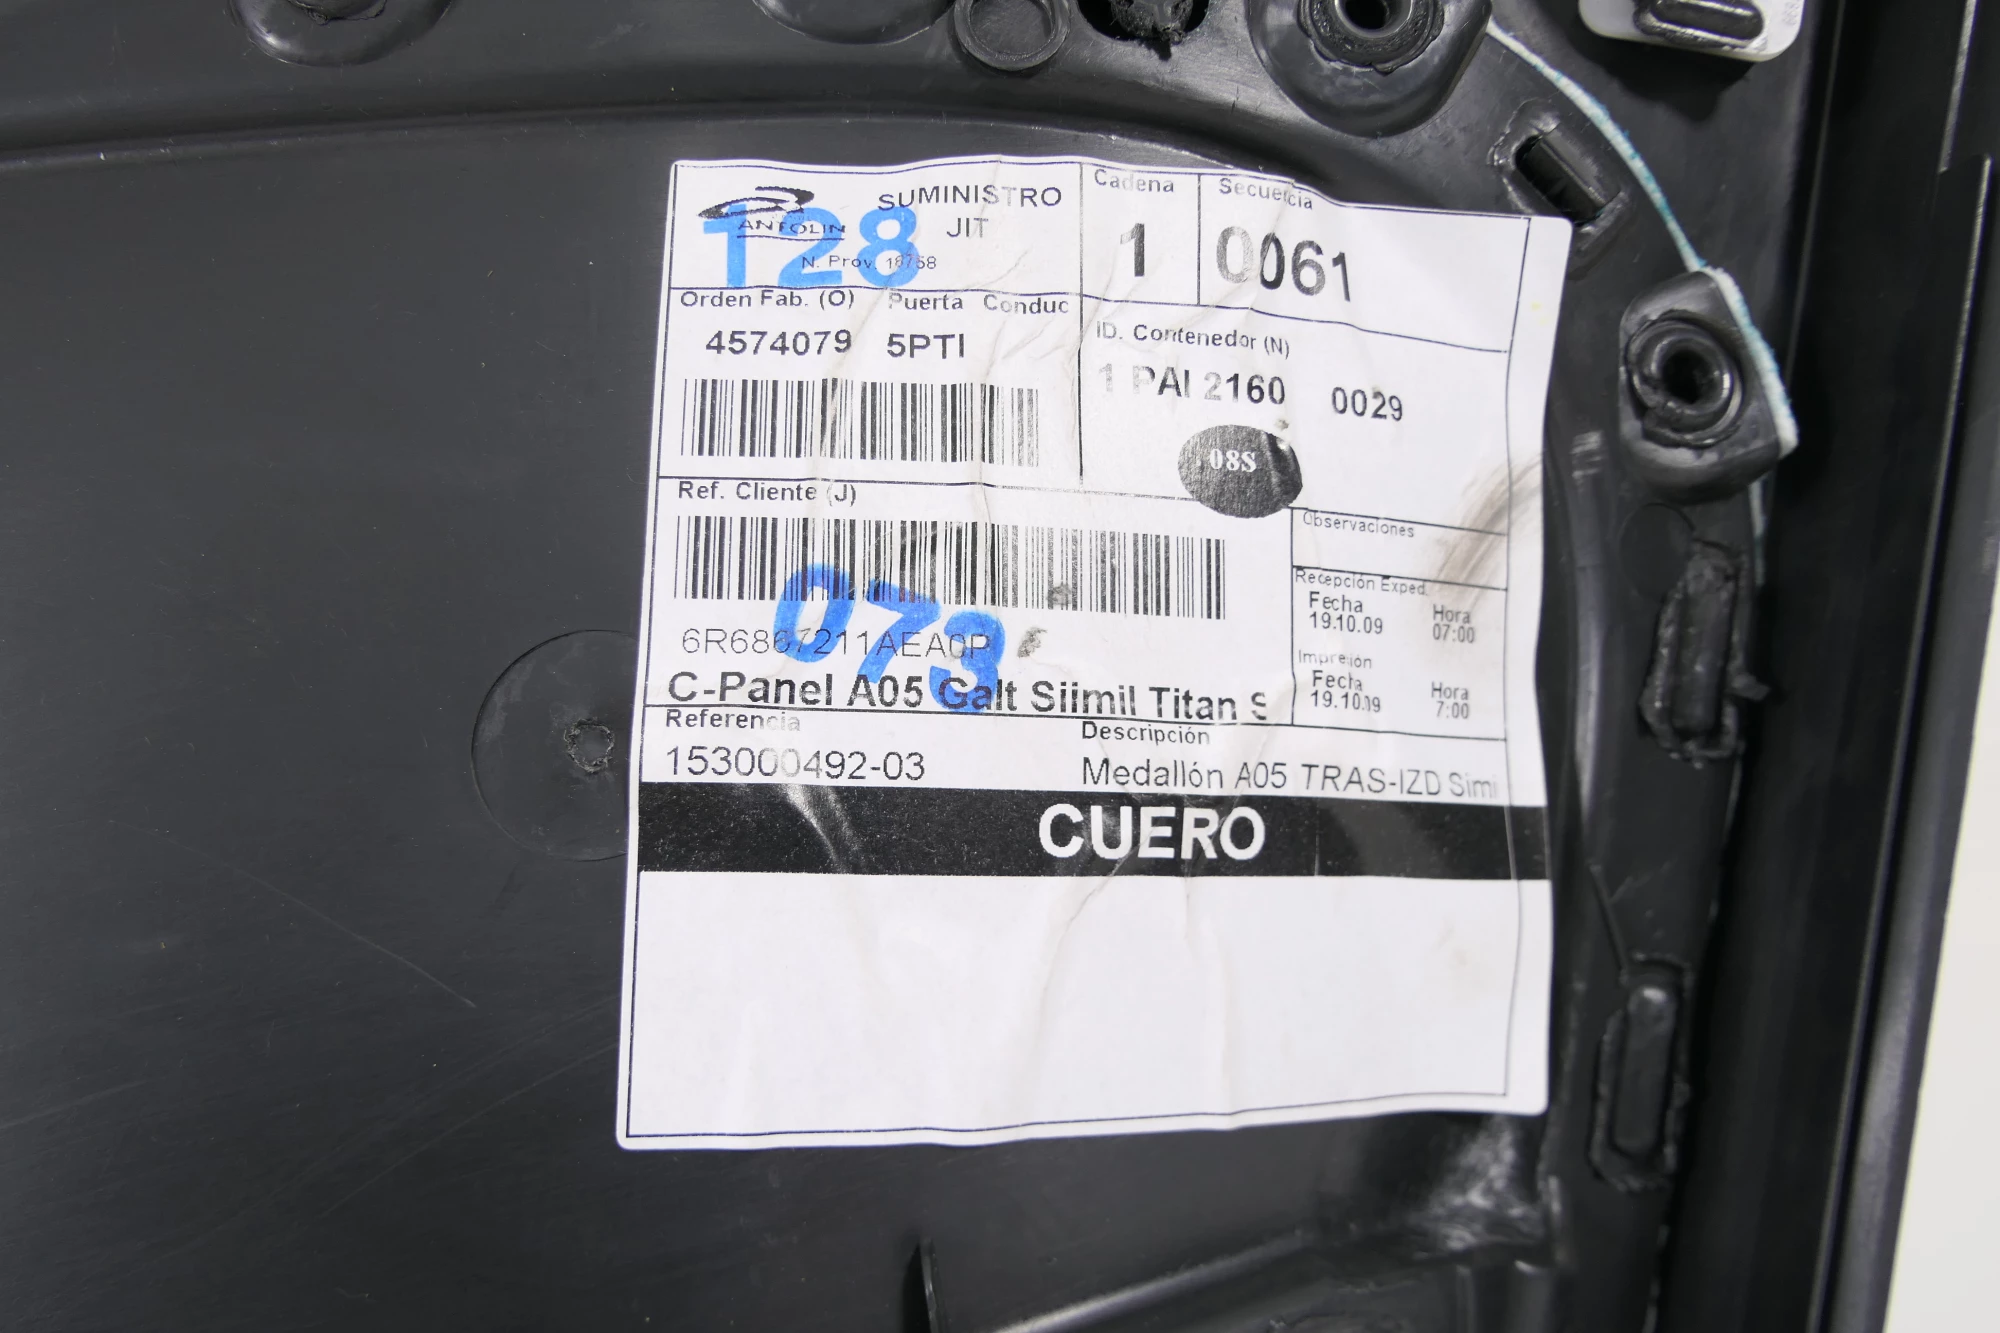 ANTOLIN
SUMINISTRO
JIT
N. Prov. 18768
128
Cadena
1
Secuencia
0061
Orden Fab. (O) Puerta Conduc
4574079 5PTI
ID. Contenedor (N)
1 PAI 2160 0029
08S
Ref. Cliente (J)
6R6867211AEA0P
073
C-Panel A05 Galt Siimil Titan S
Observaciones
Recepción Exped.
Fecha Hora
19.10.09 07:00
Impresión
Fecha Hora
19.10.09 7:00
Referencia
153000492-03
Descripción
Medallón A05 TRAS-IZD Simi
CUERO